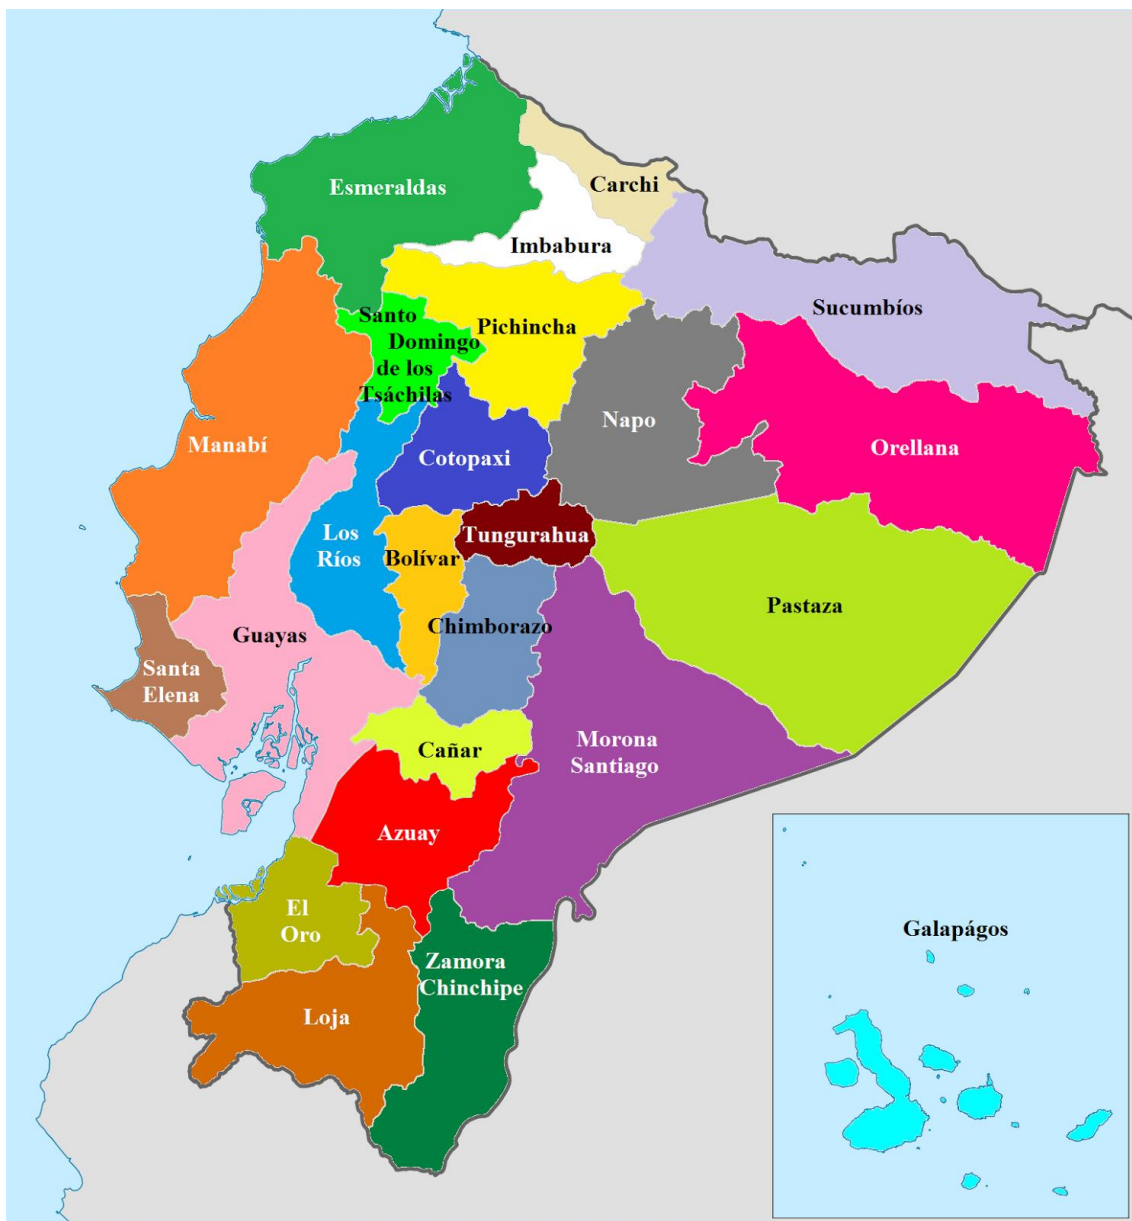 Esmeraldas
Carchi
Imbabura
Sucumbíos
Santo
Domingo
de los
Tsáchilas
Pichincha
Napo
Orellana
Manabí
Cotopaxi
Los
Ríos
Bolívar
Tungurahua
Pastaza
Guayas
Chimborazo
Santa
Elena
Cañar
Morona
Santiago
Azuay
El
Oro
Zamora
Chinchipe
Loja
Galapágos